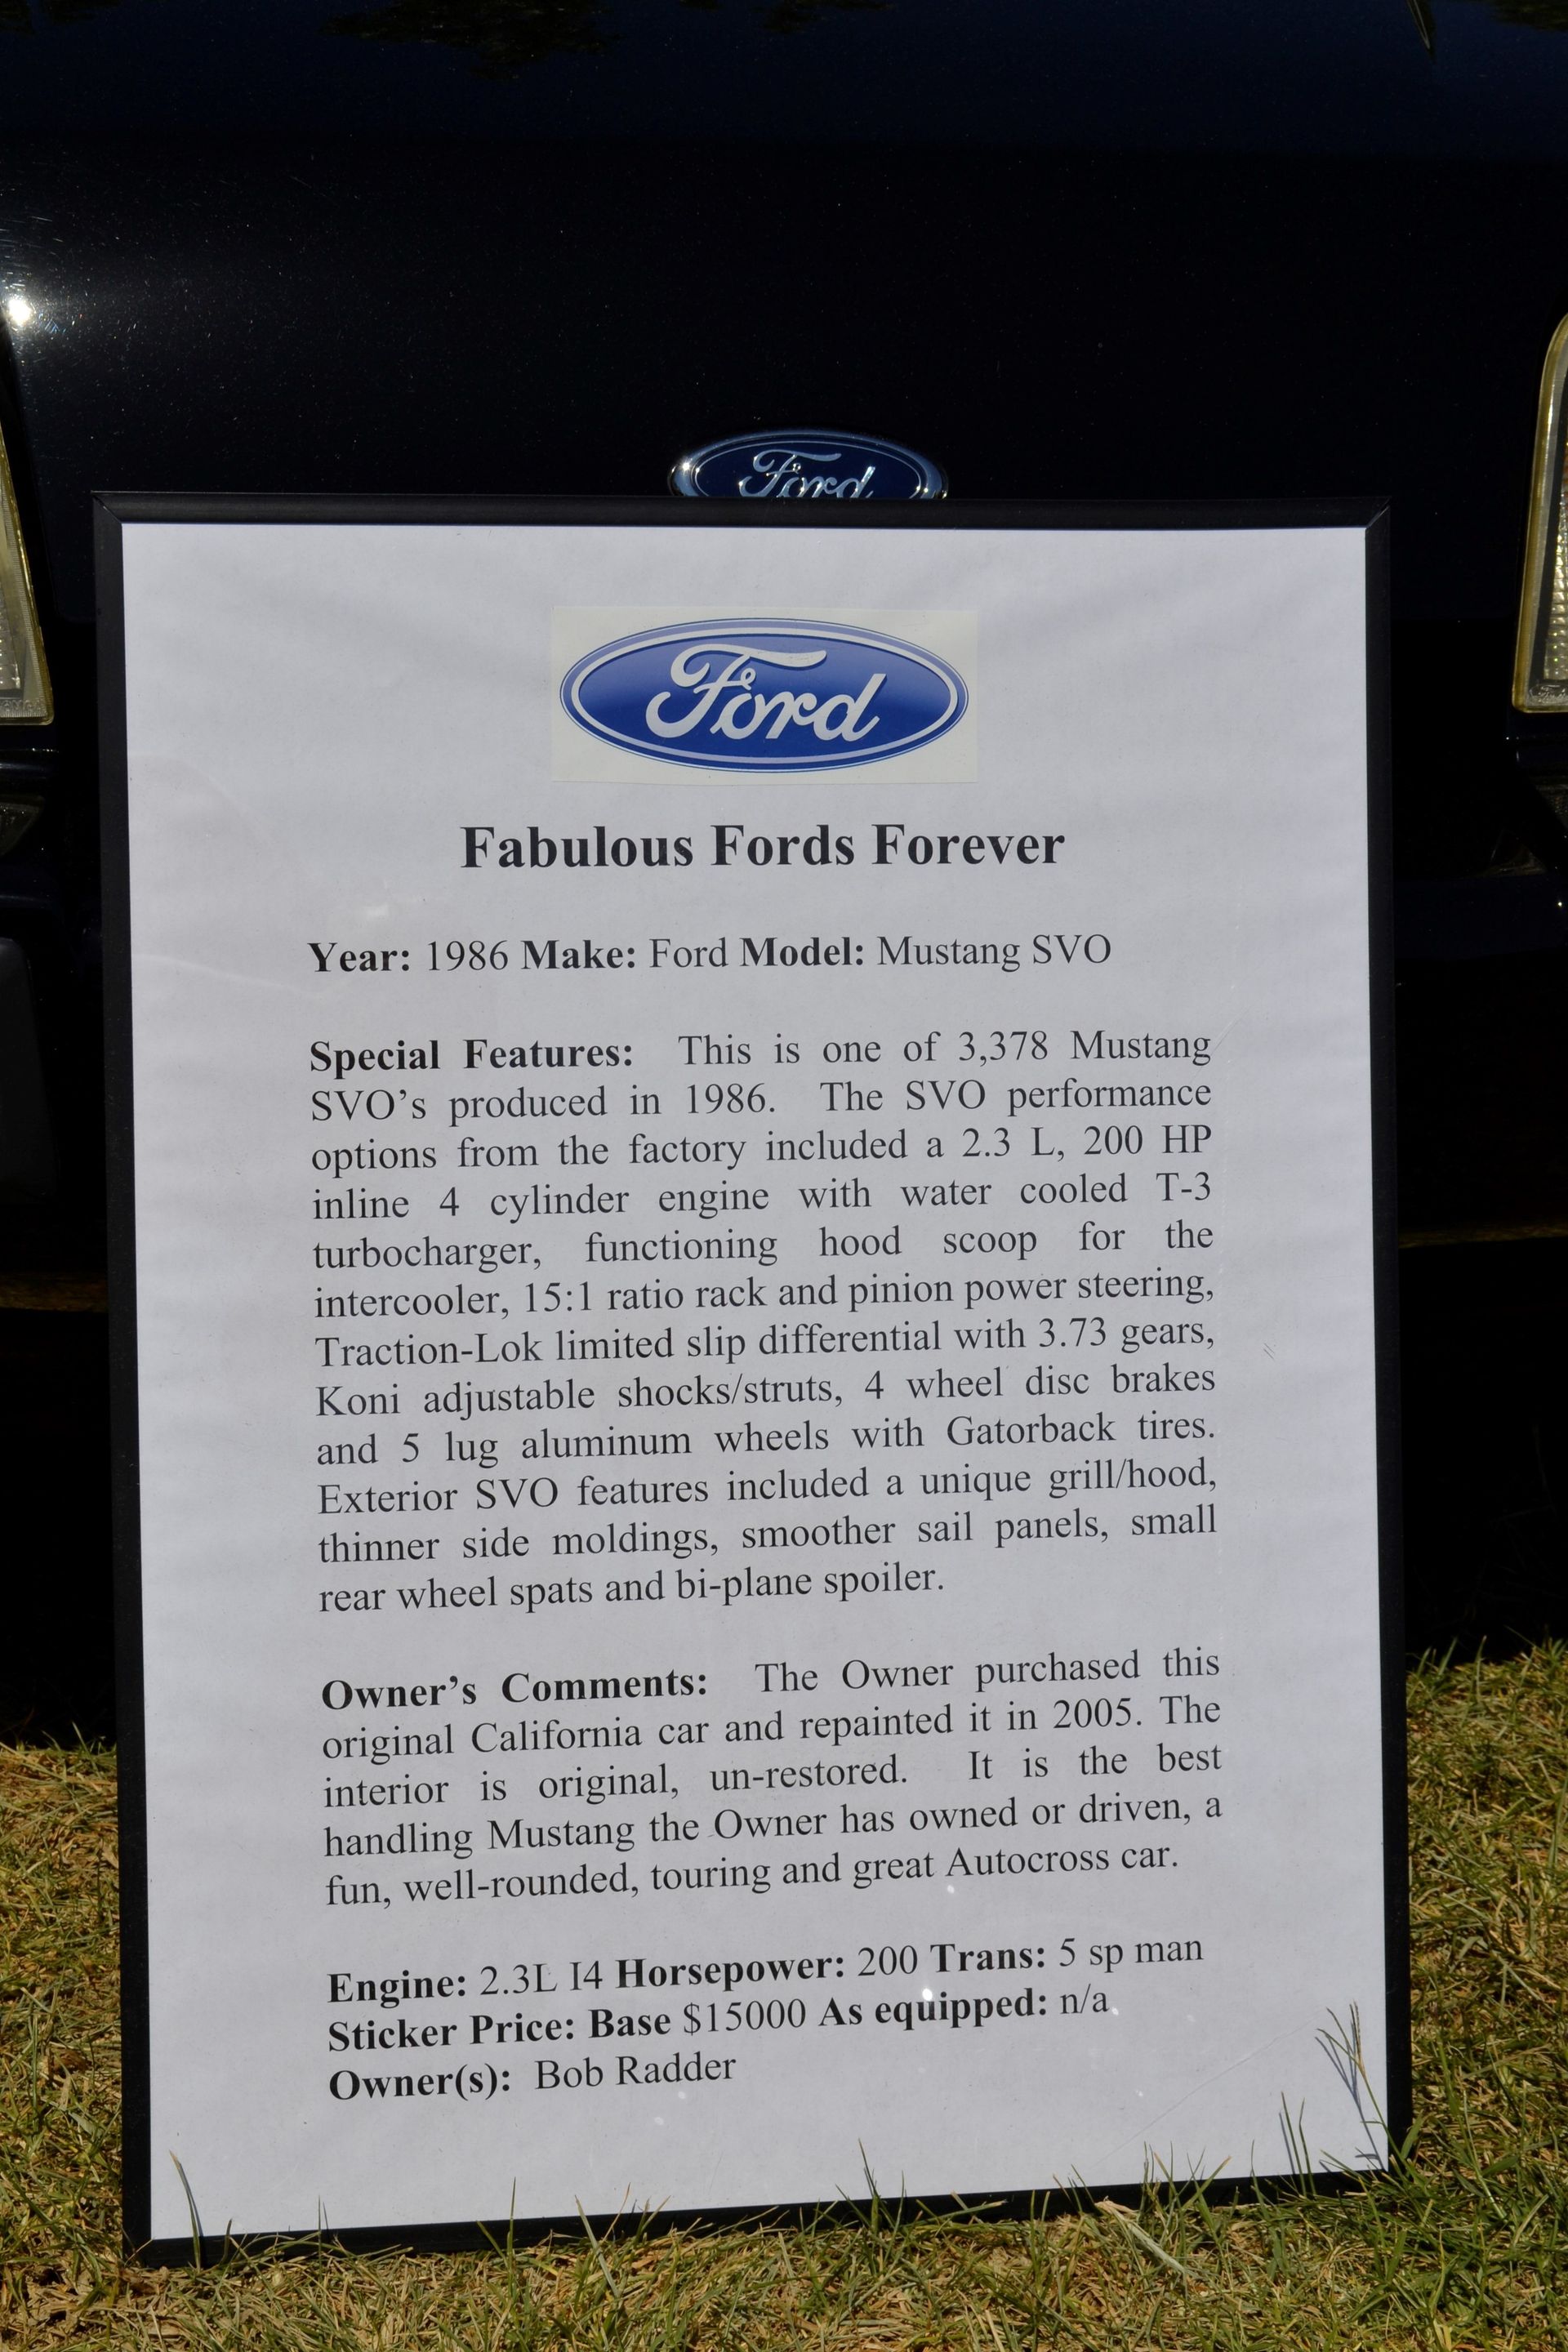 Ford
Ford
Fabulous Fords Forever
Year: 1986 Make: Ford Model: Mustang SVO
Special Features: This is one of 3,378 Mustang
SVO's produced in 1986. The SVO performance
options from the factory included a 2.3 L, 200 HP
inline 4 cylinder engine with water cooled T-3
turbocharger, functioning hood scoop for the
intercooler, 15:1 ratio rack and pinion power steering,
Traction-Lok limited slip differential with 3.73 gears,
Koni adjustable shocks/struts, 4 wheel disc brakes
and 5 lug aluminum wheels with Gatorback tires.
Exterior SVO features included a unique grill/hood,
thinner side moldings, smoother sail panels, small
rear wheel spats and bi-plane spoiler.
Owner's Comments: The Owner purchased this
original California car and repainted it in 2005. The
interior is original, un-restored. It is the best
handling Mustang the Owner has owned or driven, a
fun, well-rounded, touring and great Autocross car.
Engine: 2.3L I4 Horsepower: 200 Trans: 5 sp man
Sticker Price: Base $15000 As equipped: n/a
Owner(s): Bob Radder